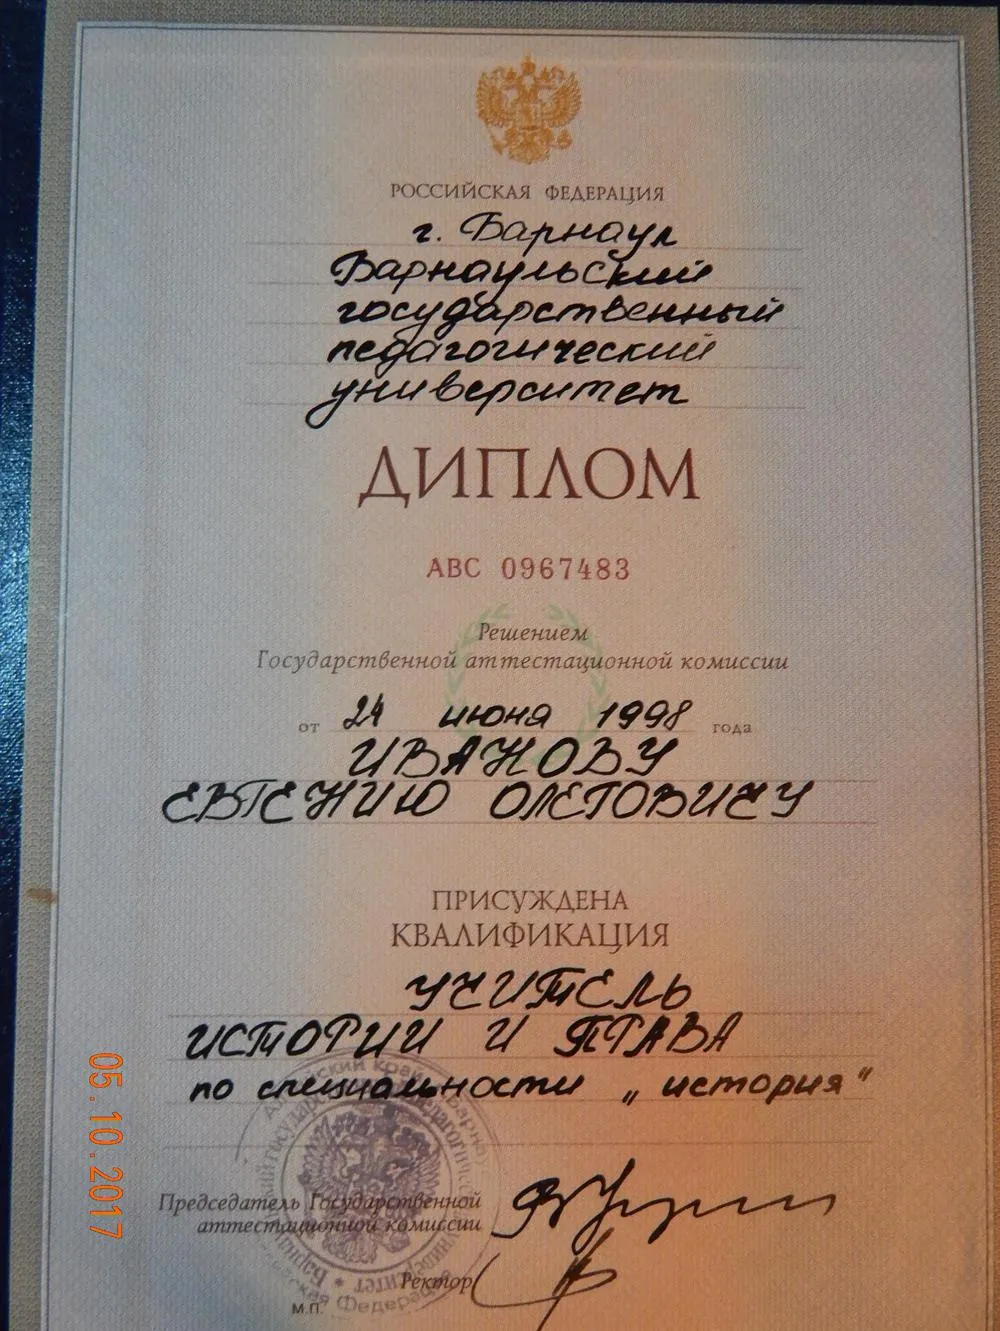 РОССИЙСКАЯ ФЕДЕРАЦИЯ
г. Барнаул
Барнаульский
государственный
педагогический
университет
ДИПЛОМ
АВС 0967483
Решением
Государственной аттестационной комиссии
от 24 июня 1998 года
ИВАНОВУ
ЕВГЕНИЮ ОЛЕГОВИЧУ
ПРИСУЖДЕНА
КВАЛИФИКАЦИЯ
УЧИТЕЛЬ
ИСТОРИИ И ПРАВА
по специальности „история"
Председатель Государственной
аттестационной комиссии
Ректор
М.П.
05.10.2017